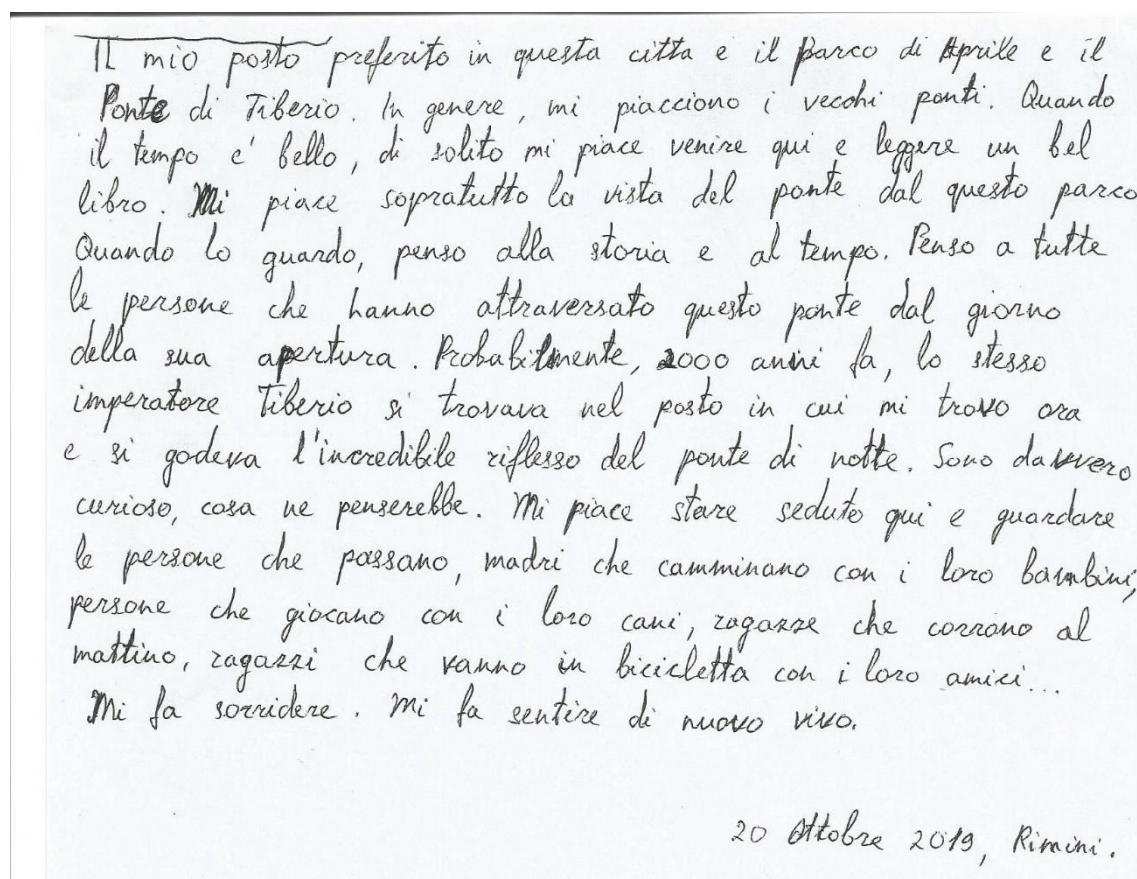 Il mio posto preferito in questa citta e il parco di Aprile e il
Ponte di Tiberio. In genere, mi piacciono i vecchi ponti. Quando
il tempo e' bello, di solito mi piace venire qui e leggere un bel
libro. Mi piace sopratutto la vista del ponte dal questo parco
Quando lo guardo, penso alla storia e al tempo. Penso a tutte
le persone che hanno attraversato questo ponte dal giorno
della sua apertura. Probabilmente, 2000 anni fa, lo stesso
imperatore Tiberio si trovava nel posto in cui mi trovo ora
e si godeva l'incredibile riflesso del ponte di notte. Sono davvero
curioso, cosa ne penserebbe. Mi piace stare seduto qui e guardare
le persone che passano, madri che camminano con i loro bambini,
persone che giocano con i loro cani, ragazze che corrono al
mattino, ragazzi che vanno in bicicletta con i loro amici...
Mi fa sorridere. Mi fa sentire di nuovo vivo.
20 Ottobre 2019, Rimini.